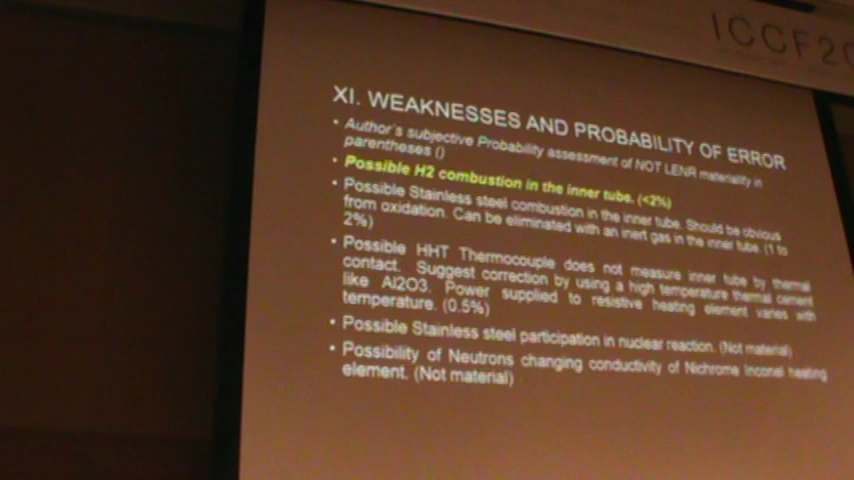 ICCF20
XI. WEAKNESSES AND PROBABILITY OF ERROR
• Author's subjective Probability assessment of NOT LENR materiality in
parentheses ()
• Possible H2 combustion in the inner tube. (<2%)
• Possible Stainless steel combustion in the inner tube. Should be obvious
from oxidation. Can be eliminated with an inert gas in the inner tube. (1 to
2%)
• Possible HHT Thermocouple does not measure inner tube by thermal
contact. Suggest correction by using a high temperature thermal cement
like Al2O3. Power supplied to resistive heating element varies with
temperature. (0.5%)
• Possible Stainless steel participation in nuclear reaction. (Not material)
• Possibility of Neutrons changing conductivity of Nichrome Inconel heating
element. (Not material)